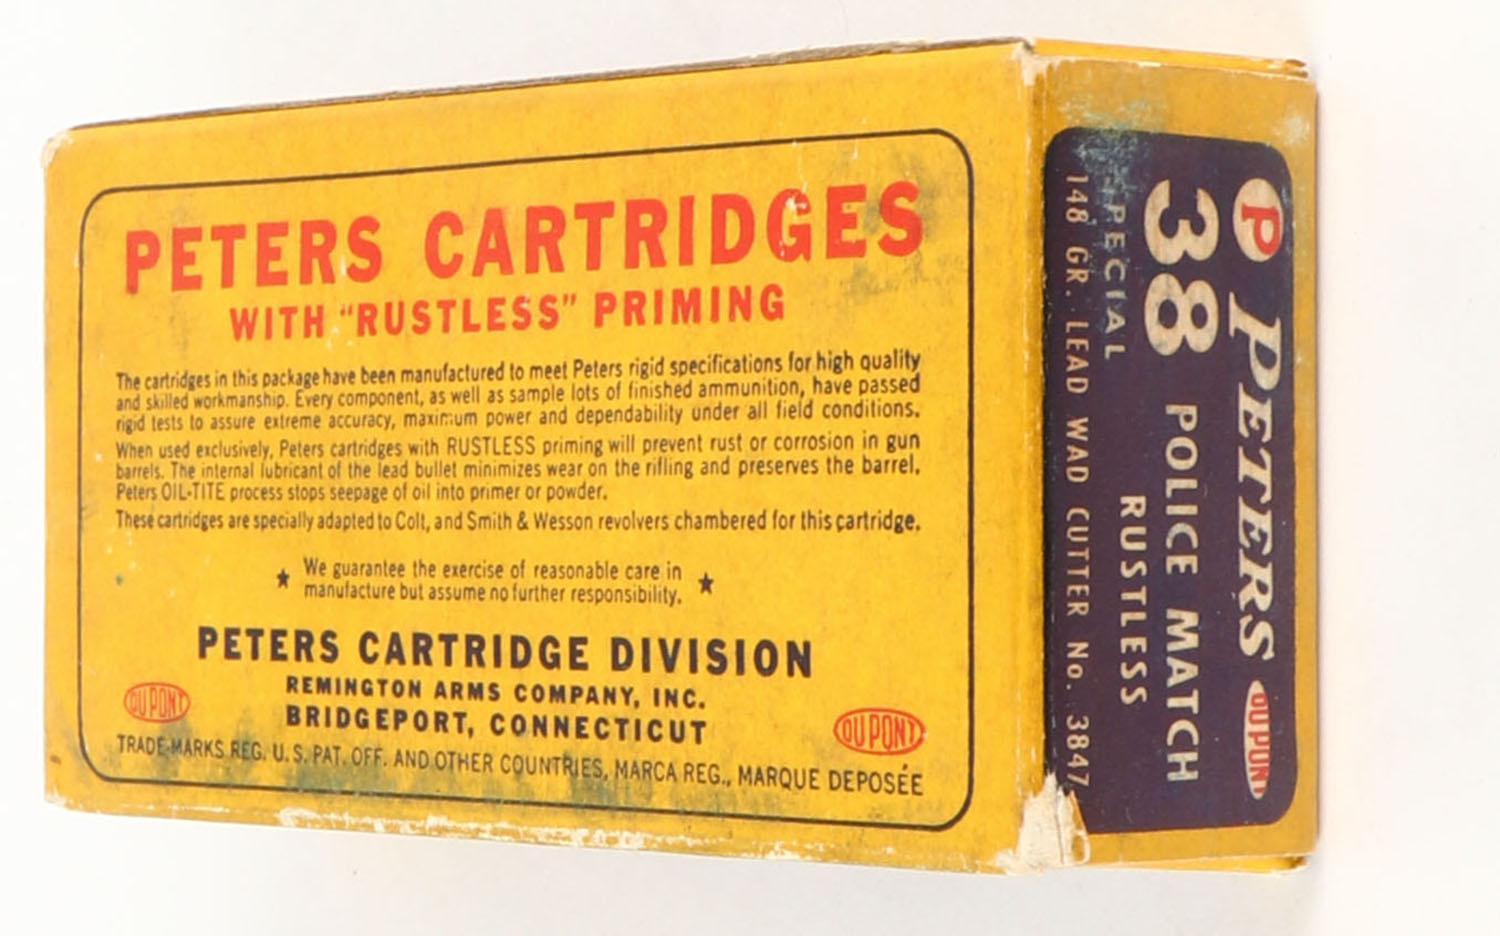 PETERS CARTRIDGES
WITH "RUSTLESS" PRIMING
The cartridges in this package have been manufactured to meet Peters rigid specifications for high quality
and skilled workmanship. Every component, as well as sample lots of finished ammunition, have passed
rigid tests to assure extreme accuracy, maximum power and dependability under all field conditions.
When used exclusively, Peters cartridges with RUSTLESS priming will prevent rust or corrosion in gun
barrels. The internal lubricant of the lead bullet minimizes wear on the rifling and preserves the barrel.
Peters OIL-TITE process stops seepage of oil into primer or powder.
These cartridges are specially adapted to Colt, and Smith & Wesson revolvers chambered for this cartridge.
★ We guarantee the exercise of reasonable care in ★
manufacture but assume no further responsibility.
PETERS CARTRIDGE DIVISION
REMINGTON ARMS COMPANY, INC.
BRIDGEPORT, CONNECTICUT
DU PONT
DU PONT
TRADE-MARKS REG. U.S. PAT. OFF. AND OTHER COUNTRIES, MARCA REG., MARQUE DEPOSÉE
P PETERS DU PONT
38 POLICE MATCH
SPECIAL RUSTLESS
148 GR. LEAD WAD CUTTER No. 3847